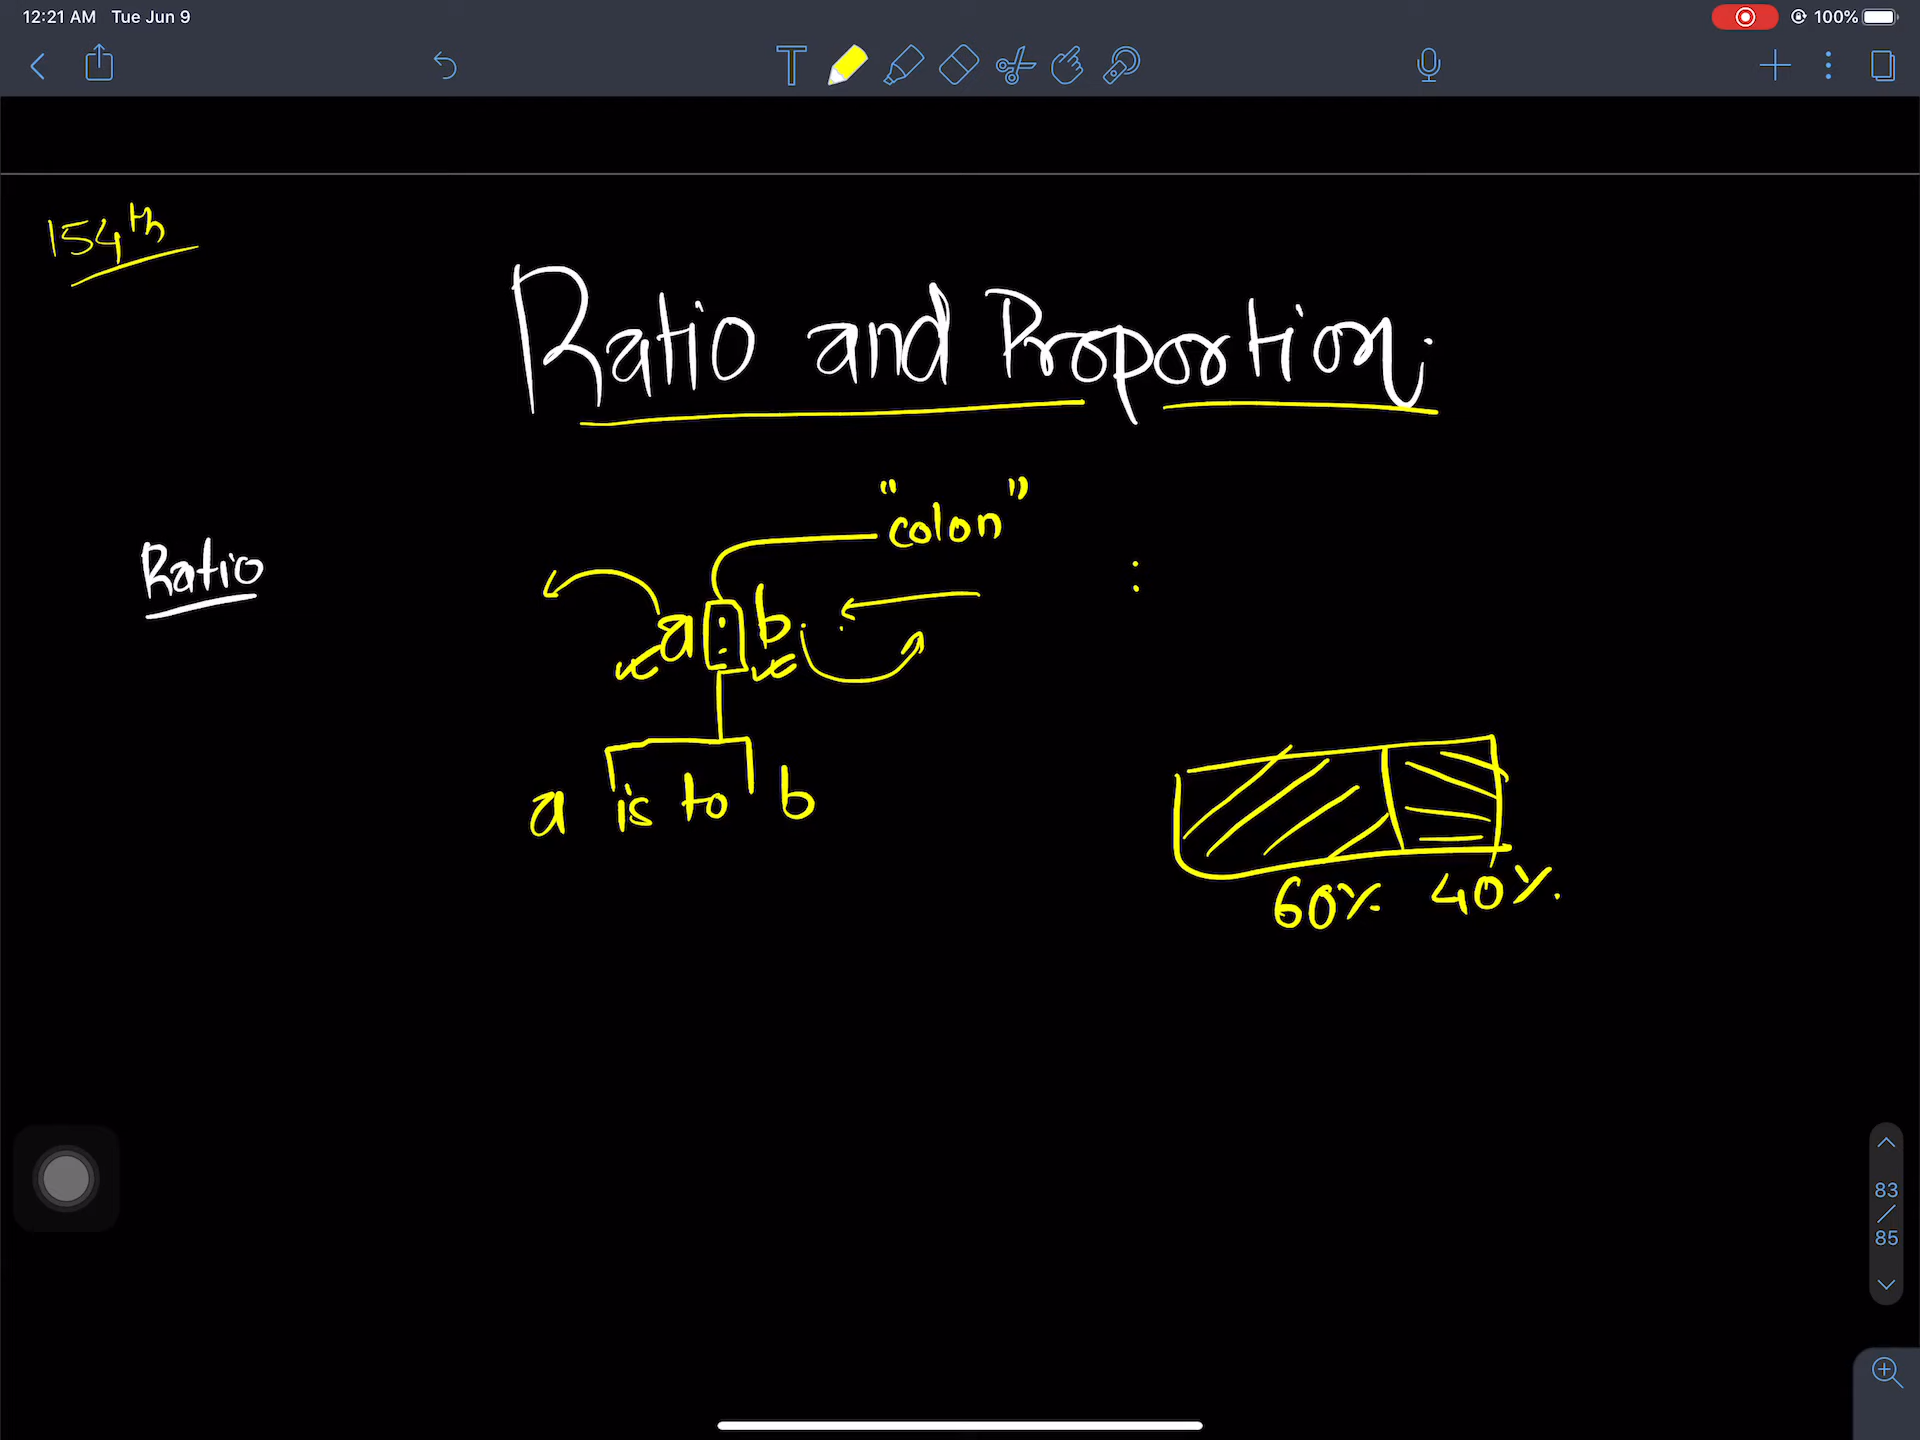 12:21 AM Tue Jun 9
100%
T
154th
Ratio and Proportion.
"colon"
Ratio
a : b
:
a is to b
60% 40%.
83
/
85